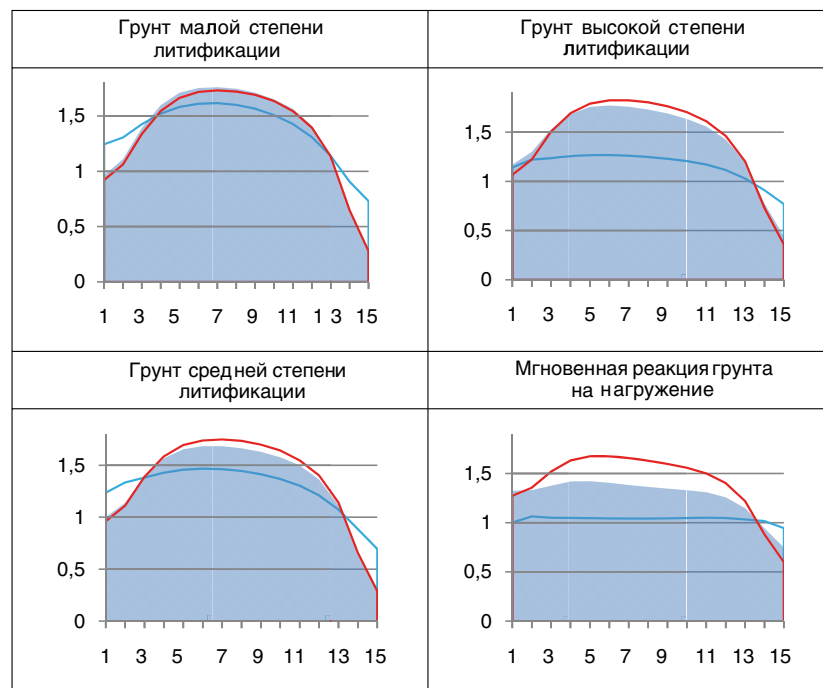 Грунт малой степени
литификации
1,5
1
0,5
0
1 3 5 7 9 11 1 3 15
Грунт высокой степени
литификации
1,5
1
0,5
0
1 3 5 7 9 11 13 15
Грунт средней степени
литификации
1,5
1
0,5
0
1 3 5 7 9 11 13 15
Мгновенная реакция грунта
на нагружение
1,5
1
0,5
0
1 3 5 7 9 11 13 15